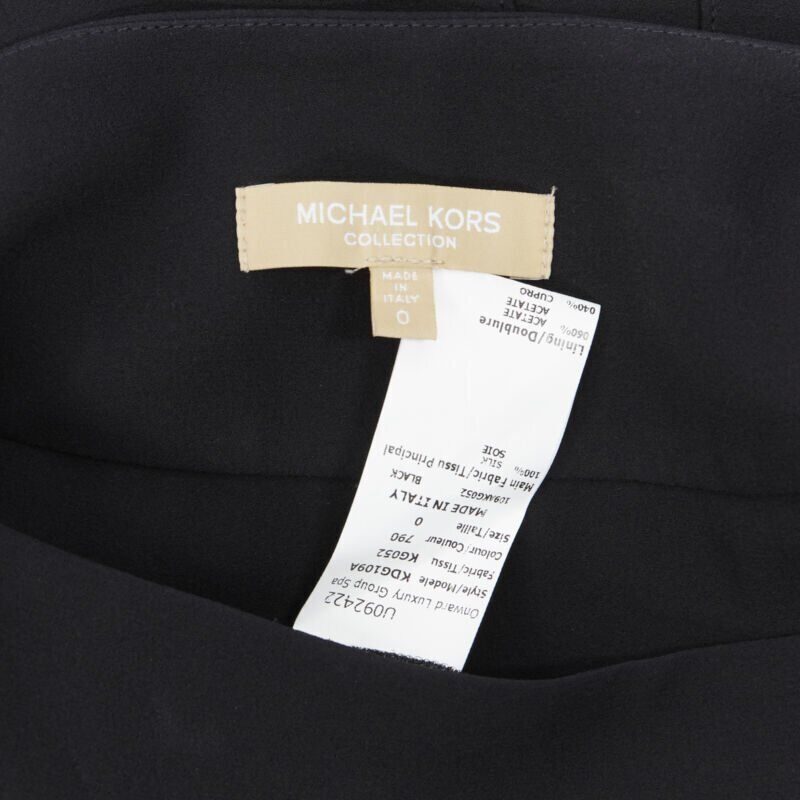 MICHAEL KORS
COLLECTION
MADE
IN
ITALY
0
U092422
Onward Luxury Group Spa
Style/Modele KDG109A
Fabric/Tissu KG052
Colour/Couleur 790
Size/Taille 0
MADE IN ITALY
109AKG052 BLACK
Main Fabric/Tissu Principal
100% SILK
SOIE
Lining/Doublure
060% ACETATE
ACETATE
040% CUPRO